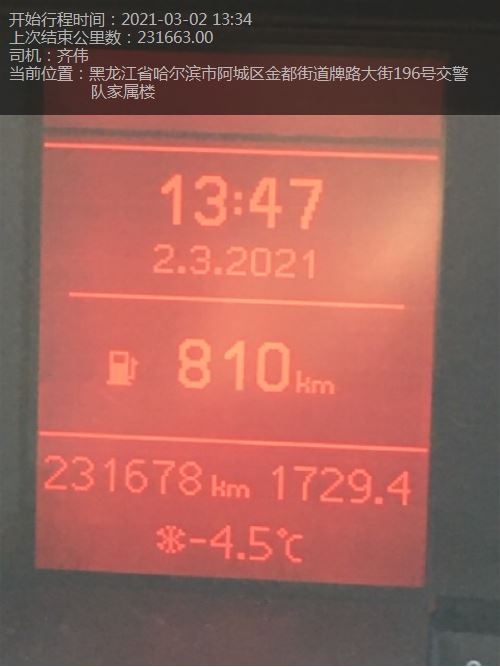 开始行程时间：2021-03-02 13:34
上次结束公里数：231663.00
司机：齐伟
当前位置：黑龙江省哈尔滨市阿城区金都街道牌路大街196号交警
队家属楼
13:47
2.3.2021
810km
231678km 1729.4
-4.5℃